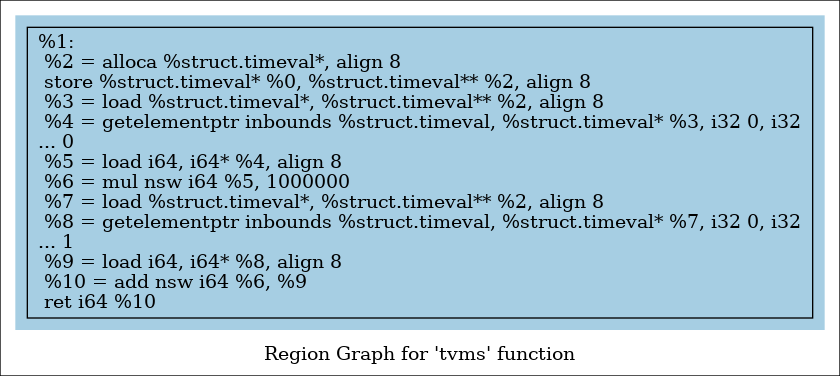 %1:
%2 = alloca %struct.timeval*, align 8
store %struct.timeval* %0, %struct.timeval** %2, align 8
%3 = load %struct.timeval*, %struct.timeval** %2, align 8
%4 = getelementptr inbounds %struct.timeval, %struct.timeval* %3, i32 0, i32
... 0
%5 = load i64, i64* %4, align 8
%6 = mul nsw i64 %5, 1000000
%7 = load %struct.timeval*, %struct.timeval** %2, align 8
%8 = getelementptr inbounds %struct.timeval, %struct.timeval* %7, i32 0, i32
... 1
%9 = load i64, i64* %8, align 8
%10 = add nsw i64 %6, %9
ret i64 %10
Region Graph for 'tvms' function